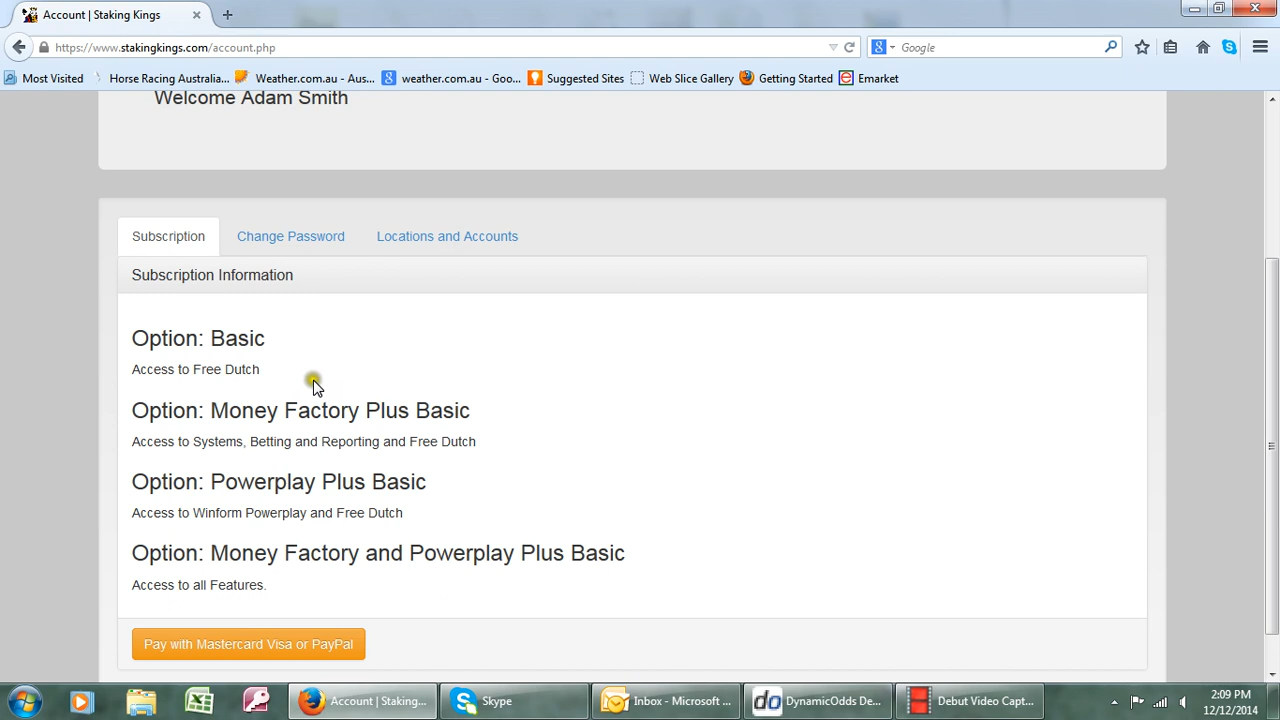 Account | Staking Kings
https://www.stakingkings.com/account.php
Google
Most Visited Horse Racing Australia... Weather.com.au - Aus... weather.com.au - Goo... Suggested Sites Web Slice Gallery Getting Started Emarket
Welcome Adam Smith
Subscription Change Password Locations and Accounts
Subscription Information
Option: Basic
Access to Free Dutch
Option: Money Factory Plus Basic
Access to Systems, Betting and Reporting and Free Dutch
Option: Powerplay Plus Basic
Access to Winform Powerplay and Free Dutch
Option: Money Factory and Powerplay Plus Basic
Access to all Features.
Pay with Mastercard Visa or PayPal
Account | Staking... Skype Inbox - Microsoft ... DynamicOdds De... Debut Video Capt...
2:09 PM
12/12/2014